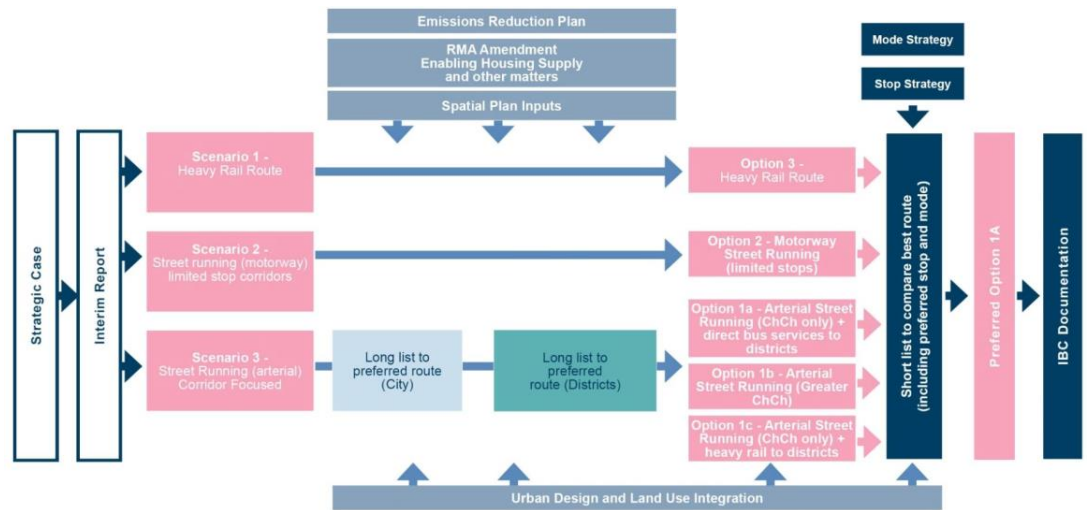 Emissions Reduction Plan
RMA Amendment
Enabling Housing Supply
and other matters
Spatial Plan Inputs
Mode Strategy
Stop Strategy
Strategic Case
Interim Report
Scenario 1 -
Heavy Rail Route
Scenario 2 -
Street running (motorway)
limited stop corridors
Scenario 3 -
Street Running (arterial)
Corridor Focused
Long list to
preferred route
(City)
Long list to
preferred
route (Districts)
Option 3 -
Heavy Rail Route
Option 2 - Motorway
Street Running
(limited stops)
Option 1a - Arterial Street
Running (ChCh only) +
direct bus services to
districts
Option 1b - Arterial
Street Running (Greater
ChCh)
Option 1c - Arterial Street
Running (ChCh only) +
heavy rail to districts
Short list to compare best route
(including preferred stop and mode)
Preferred Option 1A
IBC Documentation
Urban Design and Land Use Integration